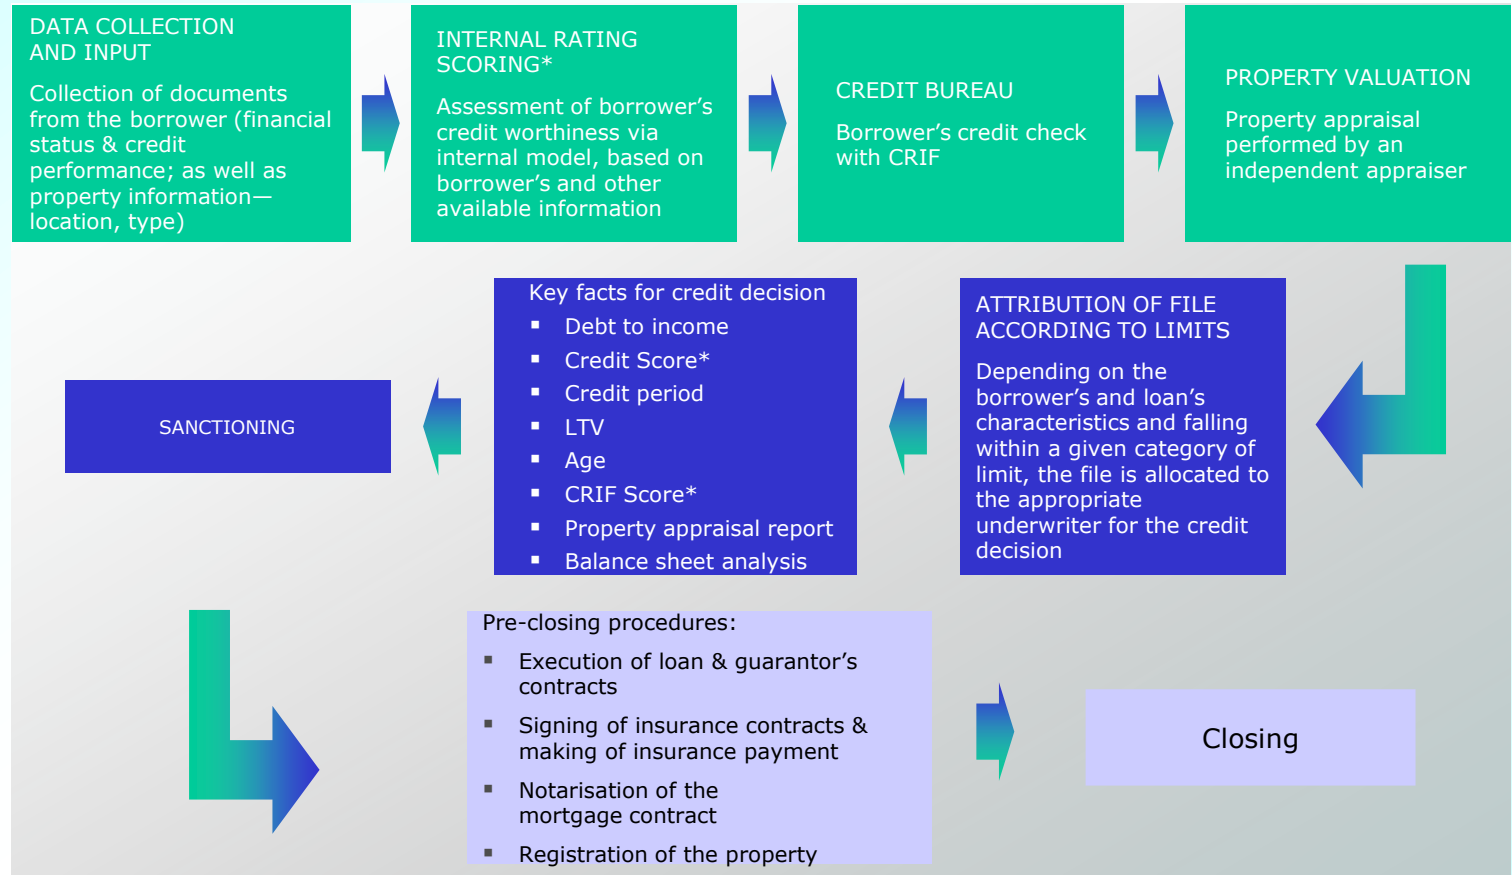 DATA COLLECTION
AND INPUT
Collection of documents
from the borrower (financial
status & credit
performance; as well as
property information—
location, type)
INTERNAL RATING
SCORING*
Assessment of borrower’s
credit worthiness via
internal model, based on
borrower’s and other
available information
CREDIT BUREAU
Borrower’s credit check
with CRIF
PROPERTY VALUATION
Property appraisal
performed by an
independent appraiser
ATTRIBUTION OF FILE
ACCORDING TO LIMITS
Depending on the
borrower’s and loan’s
characteristics and falling
within a given category of
limit, the file is allocated to
the appropriate
underwriter for the credit
decision
Key facts for credit decision
▪ Debt to income
▪ Credit Score*
▪ Credit period
▪ LTV
▪ Age
▪ CRIF Score*
▪ Property appraisal report
▪ Balance sheet analysis
SANCTIONING
Pre-closing procedures:
▪ Execution of loan & guarantor’s
contracts
▪ Signing of insurance contracts &
making of insurance payment
▪ Notarisation of the
mortgage contract
▪ Registration of the property
Closing